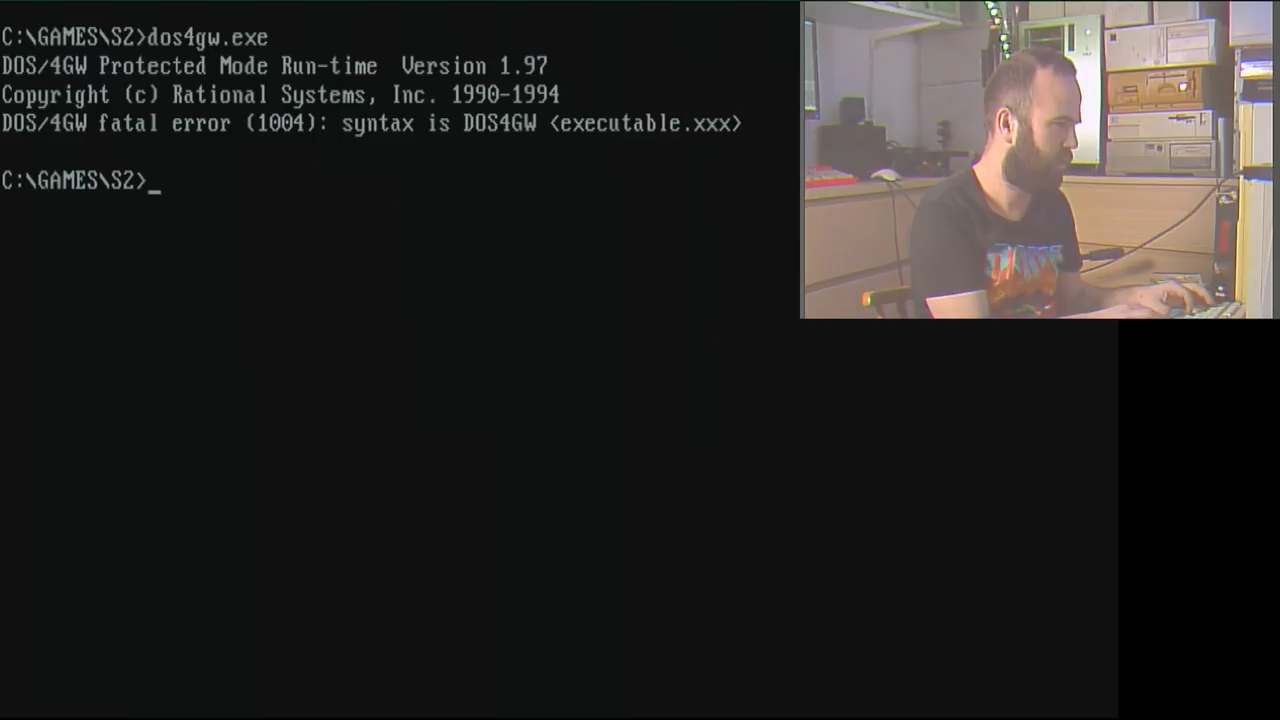 C:\GAMES\S2>dos4gw.exe
DOS/4GW Protected Mode Run-time  Version 1.97
Copyright (c) Rational Systems, Inc. 1990-1994
DOS/4GW fatal error (1004): syntax is DOS4GW <executable.xxx>
C:\GAMES\S2>_